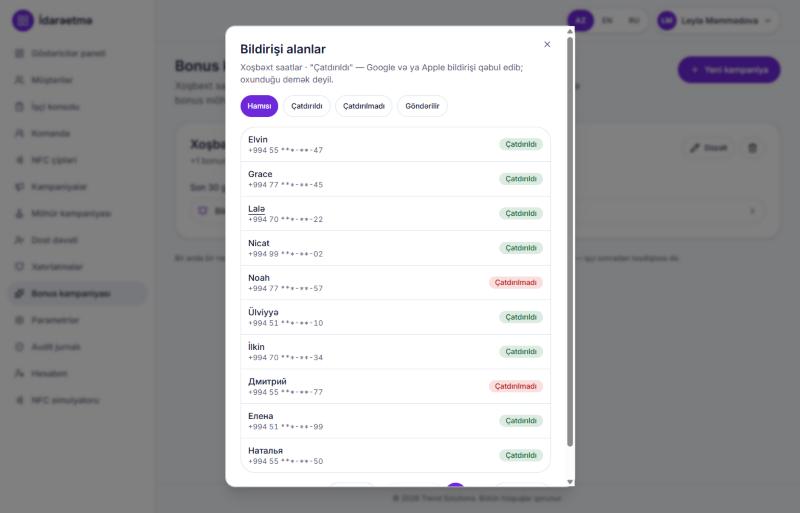 İdarəetmə
Göstəricilər paneli
Müştərilər
İşçi konsolu
Komanda
NFC çipləri
Kampaniyalar
Möhür kampaniyası
Dost dəvəti
Xatırlatmalar
Bonus kampaniyası
Parametrlər
Audit jurnalı
Hesabım
NFC simulyatoru
AZ
EN
RU
LM
Leyla Məmmədova
Yeni kampaniya
Düzəlt
Bildirişi alanlar
Xoşbəxt saatlar · "Çatdırıldı" — Google və ya Apple bildirişi qəbul edib;
oxunduğu demək deyil.
Hamısı
Çatdırıldı
Çatdırılmadı
Göndərilir
Elvin
+994 55 ***-**-47
Çatdırıldı
Grace
+994 77 ***-**-45
Çatdırıldı
Lalə
+994 70 ***-**-22
Çatdırıldı
Nicat
+994 99 ***-**-02
Çatdırıldı
Noah
+994 77 ***-**-57
Çatdırılmadı
Ülviyyə
+994 51 ***-**-10
Çatdırıldı
İlkin
+994 70 ***-**-34
Çatdırıldı
Дмитрий
+994 55 ***-**-77
Çatdırılmadı
Елена
+994 51 ***-**-99
Çatdırıldı
Наталья
+994 55 ***-**-50
Çatdırıldı
© 2026 Trend Solutions. Bütün hüquqlar qorunur.